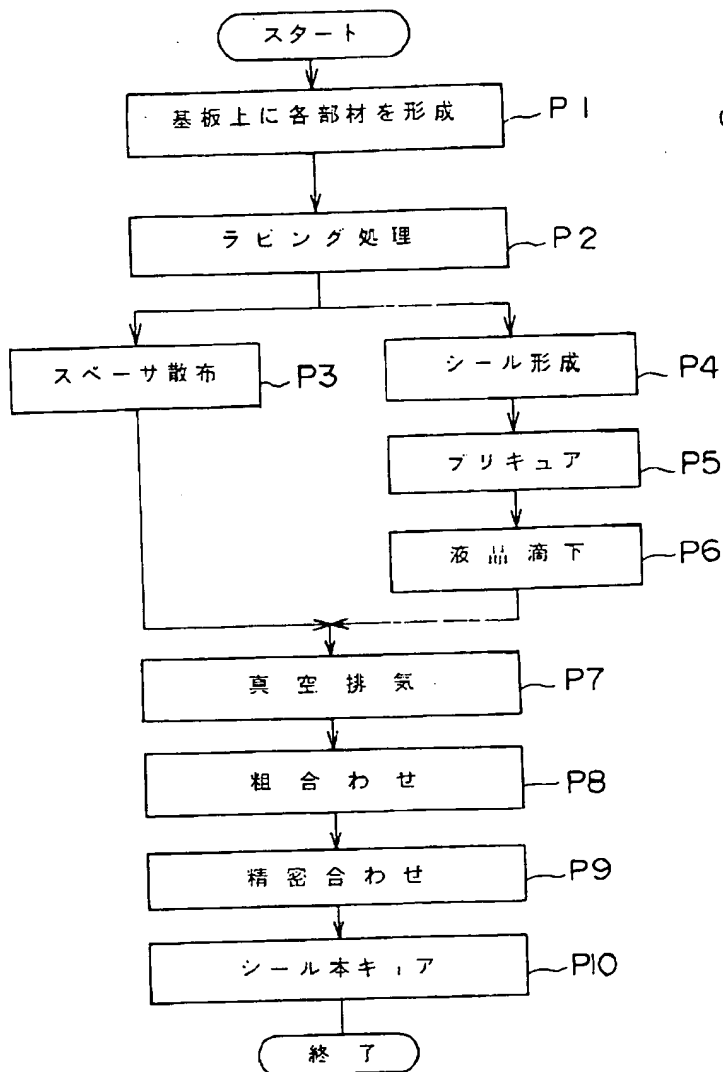 スタート
基板上に各部材を形成 P1
ラビング処理 P2
スペーサ散布 P3
シール形成 P4
プリキュア P5
液晶滴下 P6
真空排気 P7
粗合わせ P8
精密合わせ P9
シール本キュア P10
終了